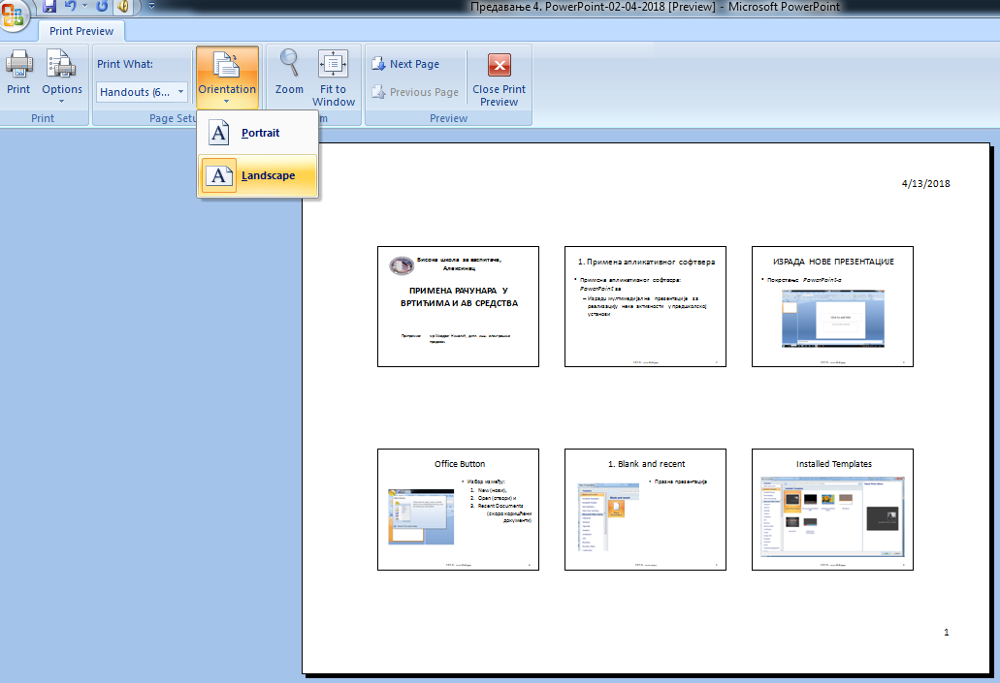 Предавање 4. PowerPoint-02-04-2018 [Preview] - Microsoft PowerPoint
Print Preview
Print
Options
Print What:
Handouts (6...
Orientation
Zoom
Fit to
Window
Next Page
Previous Page
Close Print
Preview
Print
Page Setu
m
Preview
Portrait
Landscape
4/13/2018
Висока школа за васпитаче,
Алексинац
ПРИМЕНА РАЧУНАРА У
ВРТИЋИМА И АВ СРЕДСТВА
1. Примена апликативног софтвера
• Примена апликативног софтвера:
PowerPoint за
– Израду мултимедијалне презентације за
реализацију неке активности у предшколској
установи
ИЗРАДА НОВЕ ПРЕЗЕНТАЦИЈЕ
• Покретање PowerPoint-a
Office Button
• Избор између:
1. New (нови),
2. Open (отвори) и
3. Recent Documents
(скоро коришћени
документи)
1. Blank and recent
• Празна презентација
Installed Templates
1